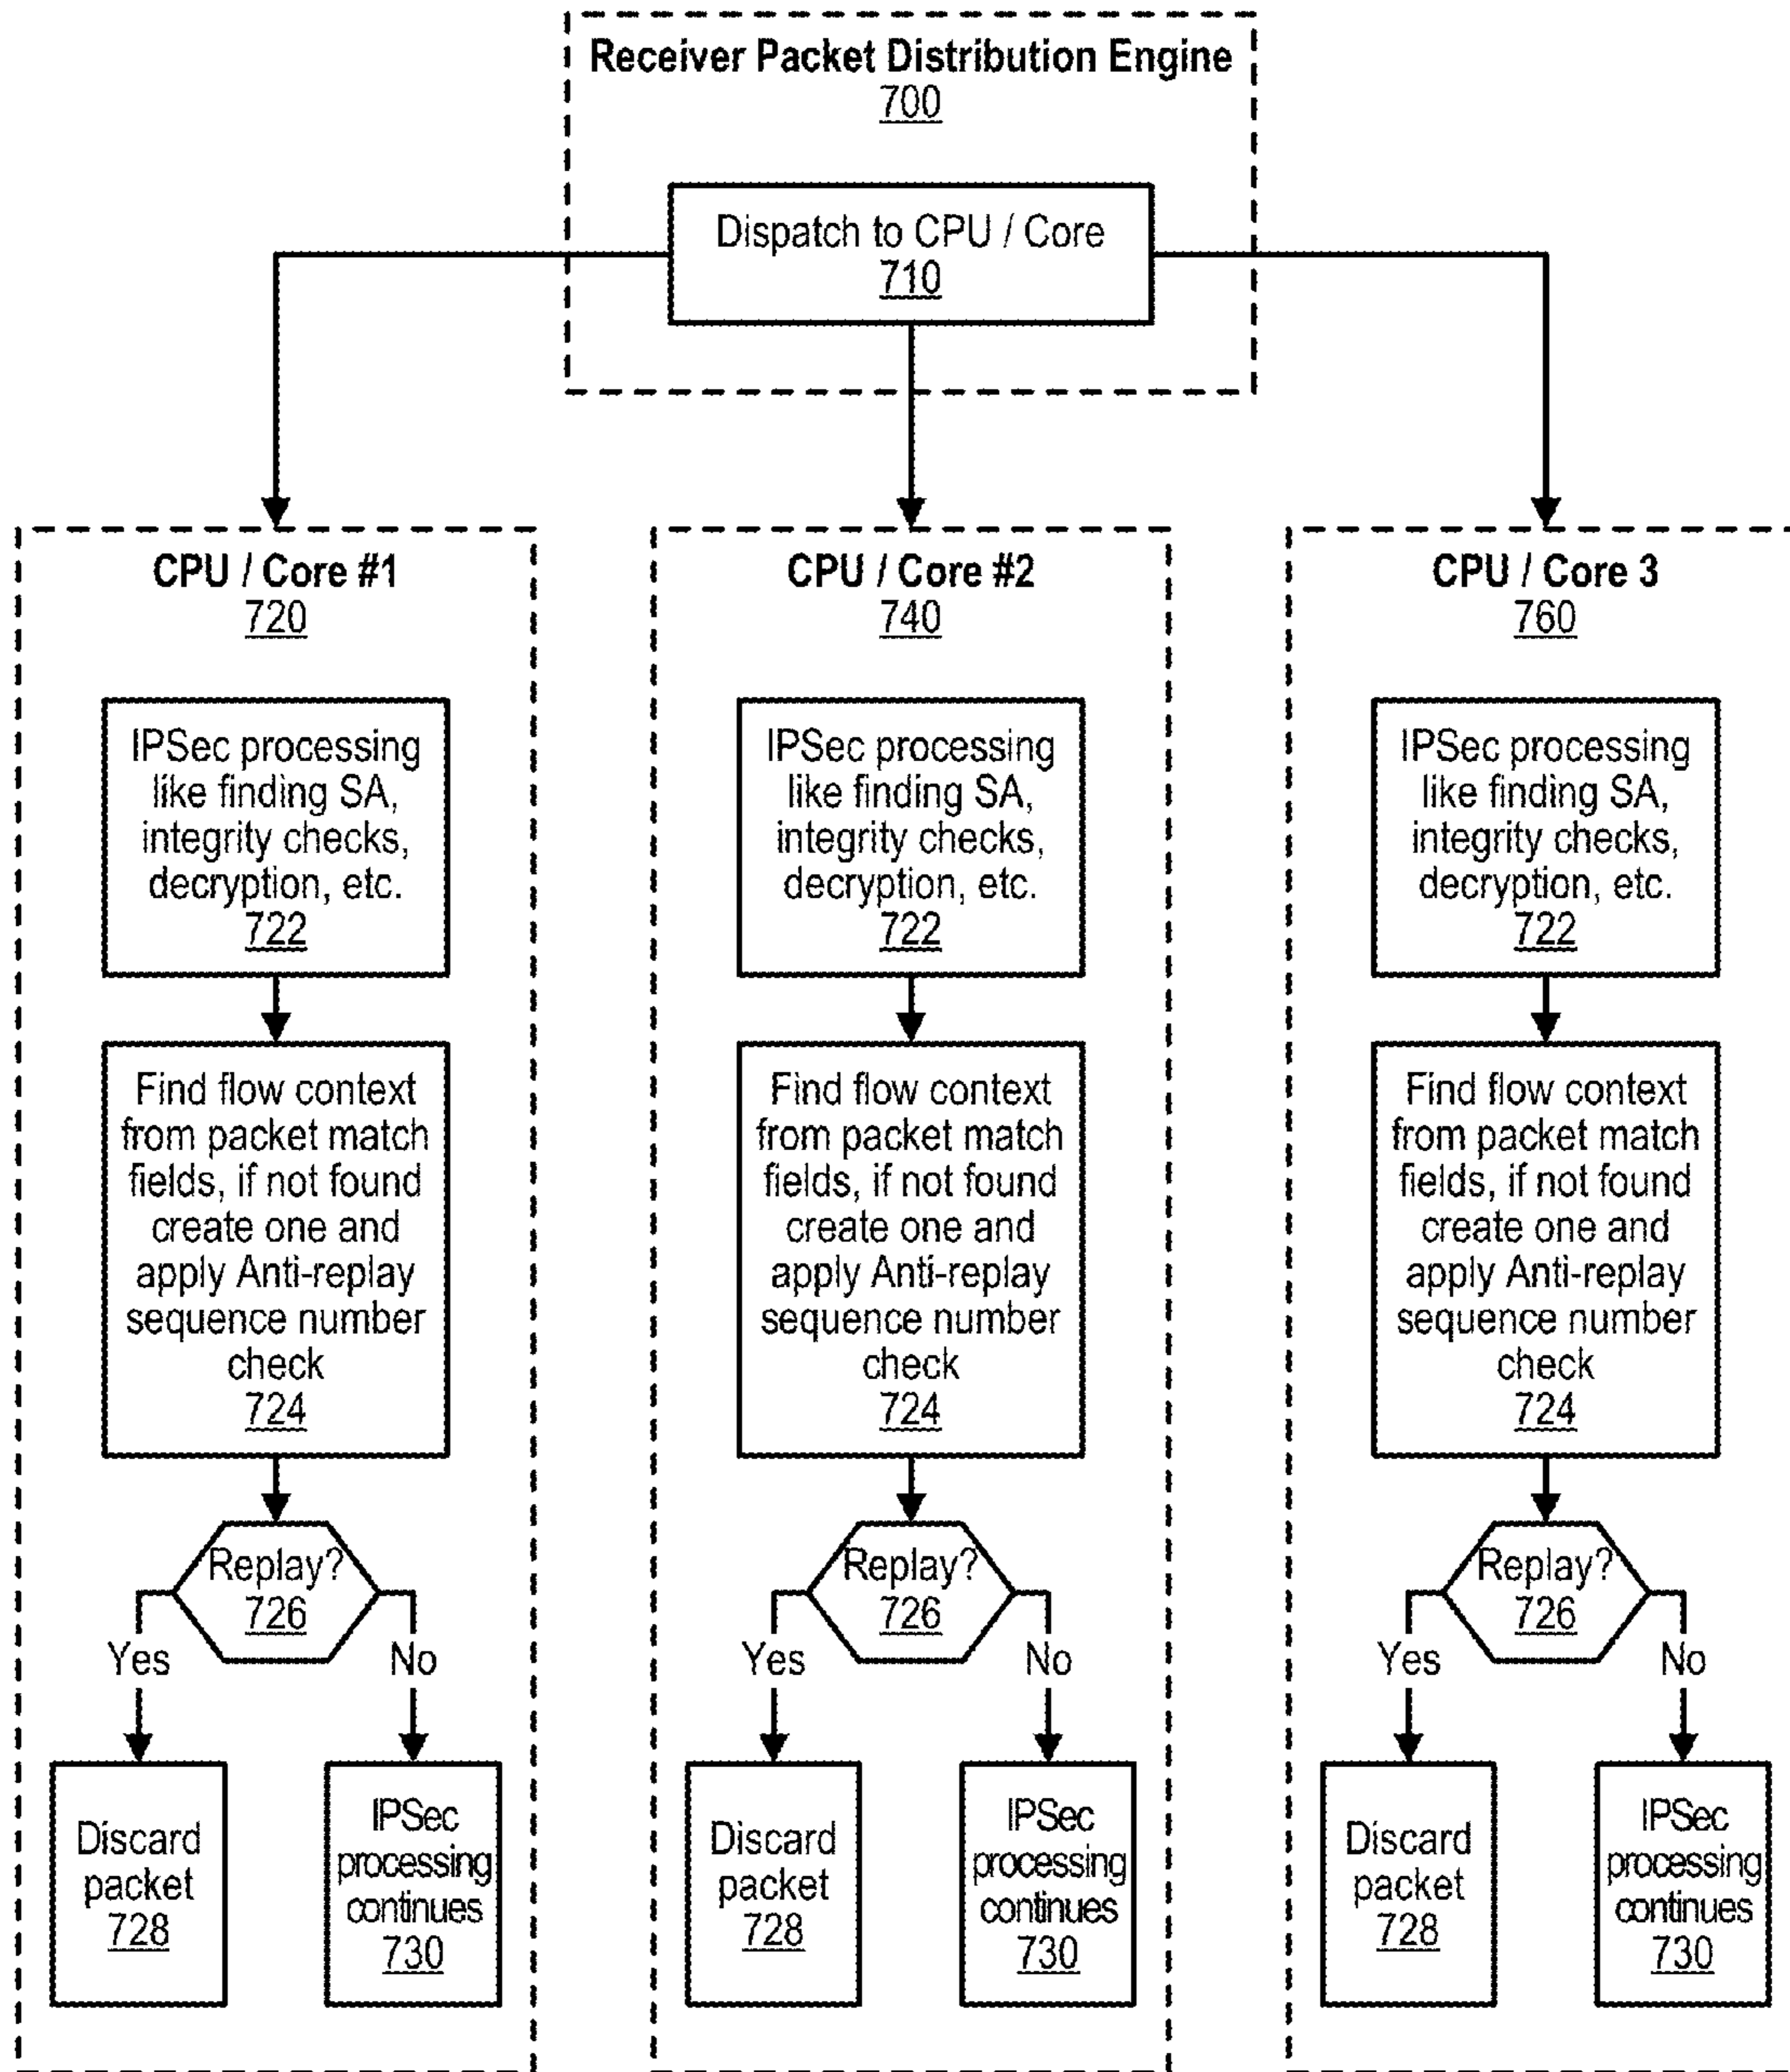 Receiver Packet Distribution Engine
700
Dispatch to CPU / Core
710
CPU / Core #1
720
IPSec processing
like finding SA,
integrity checks,
decryption, etc.
722
Find flow context
from packet match
fields, if not found
create one and
apply Anti-replay
sequence number
check
724
Replay?
726
Yes
No
Discard
packet
728
IPSec
processing
continues
730
CPU / Core #2
740
IPSec processing
like finding SA,
integrity checks,
decryption, etc.
722
Find flow context
from packet match
fields, if not found
create one and
apply Anti-replay
sequence number
check
724
Replay?
726
Yes
No
Discard
packet
728
IPSec
processing
continues
730
CPU / Core 3
760
IPSec processing
like finding SA,
integrity checks,
decryption, etc.
722
Find flow context
from packet match
fields, if not found
create one and
apply Anti-replay
sequence number
check
724
Replay?
726
Yes
No
Discard
packet
728
IPSec
processing
continues
730